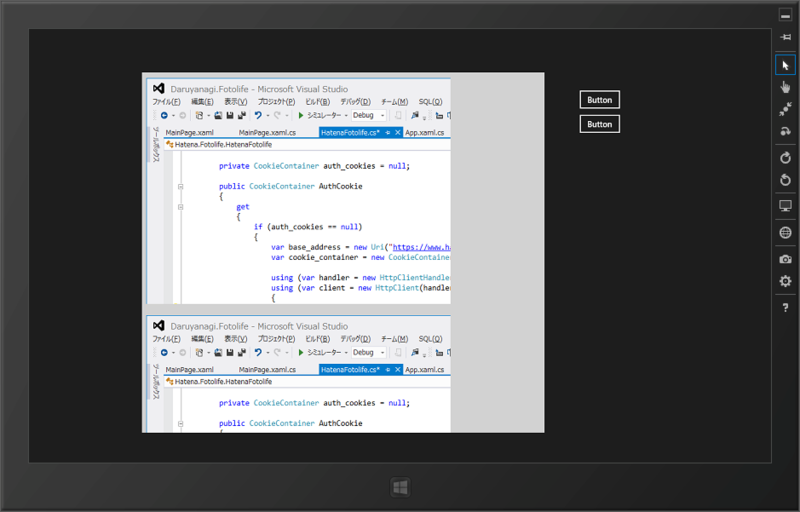 Daruyanagi.Fotolife - Microsoft Visual Studio
ファイル(F) 編集(E) 表示(V) プロジェクト(P) ビルド(B) デバッグ(D) チーム(M) SQL(Q)
シミュレーター Debug
ツールボックス
MainPage.xaml MainPage.xaml.cs HatenaFotolife.cs* App.xaml.cs
Hatena.Fotolife.HatenaFotolife
private CookieContainer auth_cookies = null;
public CookieContainer AuthCookie
{
get
{
if (auth_cookies == null)
{
var base_address = new Uri("https://www.ha
var cookie_container = new CookieContaine
using (var handler = new HttpClientHandler
using (var client = new HttpClient(handler
{
Daruyanagi.Fotolife - Microsoft Visual Studio
ファイル(F) 編集(E) 表示(V) プロジェクト(P) ビルド(B) デバッグ(D) チーム(M) SQL(Q)
シミュレーター Debug
ツールボックス
MainPage.xaml MainPage.xaml.cs HatenaFotolife.cs* App.xaml.cs
Hatena.Fotolife.HatenaFotolife
private CookieContainer auth_cookies = null;
public CookieContainer AuthCookie
Button
Button